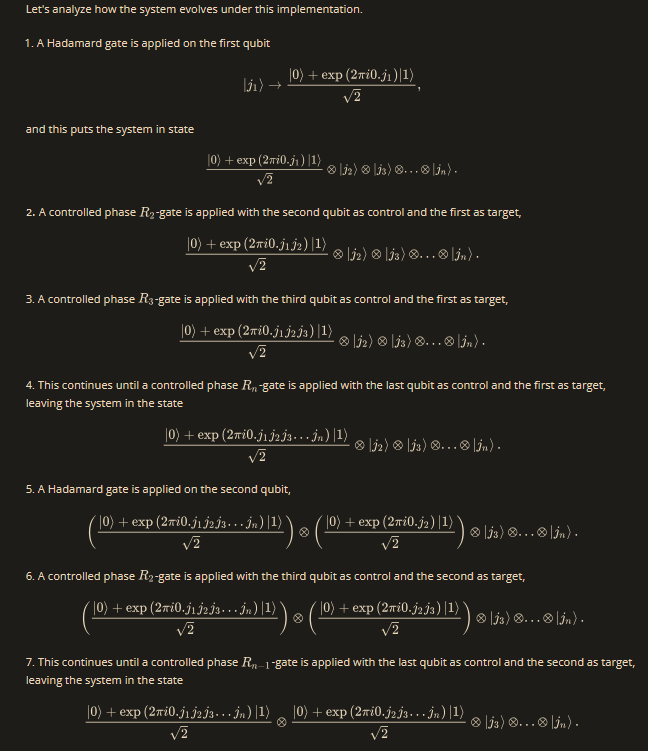 Let's analyze how the system evolves under this implementation.
1. A Hadamard gate is applied on the first qubit
|j₁⟩ → (|0⟩ + exp (2πi0.j₁)|1⟩)/√2,
and this puts the system in state
(|0⟩ + exp (2πi0.j₁)|1⟩)/√2 ⊗ |j₂⟩ ⊗ |j₃⟩ ⊗...⊗ |jₙ⟩.
2. A controlled phase R₂-gate is applied with the second qubit as control and the first as target,
(|0⟩ + exp (2πi0.j₁j₂)|1⟩)/√2 ⊗ |j₂⟩ ⊗ |j₃⟩ ⊗...⊗ |jₙ⟩.
3. A controlled phase R₃-gate is applied with the third qubit as control and the first as target,
(|0⟩ + exp (2πi0.j₁j₂j₃)|1⟩)/√2 ⊗ |j₂⟩ ⊗ |j₃⟩ ⊗...⊗ |jₙ⟩.
4. This continues until a controlled phase Rₙ-gate is applied with the last qubit as control and the first as target,
leaving the system in the state
(|0⟩ + exp (2πi0.j₁j₂j₃...jₙ)|1⟩)/√2 ⊗ |j₂⟩ ⊗ |j₃⟩ ⊗...⊗ |jₙ⟩.
5. A Hadamard gate is applied on the second qubit,
((|0⟩ + exp (2πi0.j₁j₂j₃...jₙ)|1⟩)/√2) ⊗ ((|0⟩ + exp (2πi0.j₂)|1⟩)/√2) ⊗ |j₃⟩ ⊗...⊗ |jₙ⟩.
6. A controlled phase R₂-gate is applied with the third qubit as control and the second as target,
((|0⟩ + exp (2πi0.j₁j₂j₃...jₙ)|1⟩)/√2) ⊗ ((|0⟩ + exp (2πi0.j₂j₃)|1⟩)/√2) ⊗ |j₃⟩ ⊗...⊗ |jₙ⟩.
7. This continues until a controlled phase Rₙ₋₁-gate is applied with the last qubit as control and the second as target,
leaving the system in the state
(|0⟩ + exp (2πi0.j₁j₂j₃...jₙ)|1⟩)/√2 ⊗ (|0⟩ + exp (2πi0.j₂j₃...jₙ)|1⟩)/√2 ⊗ |j₃⟩ ⊗...⊗ |jₙ⟩.